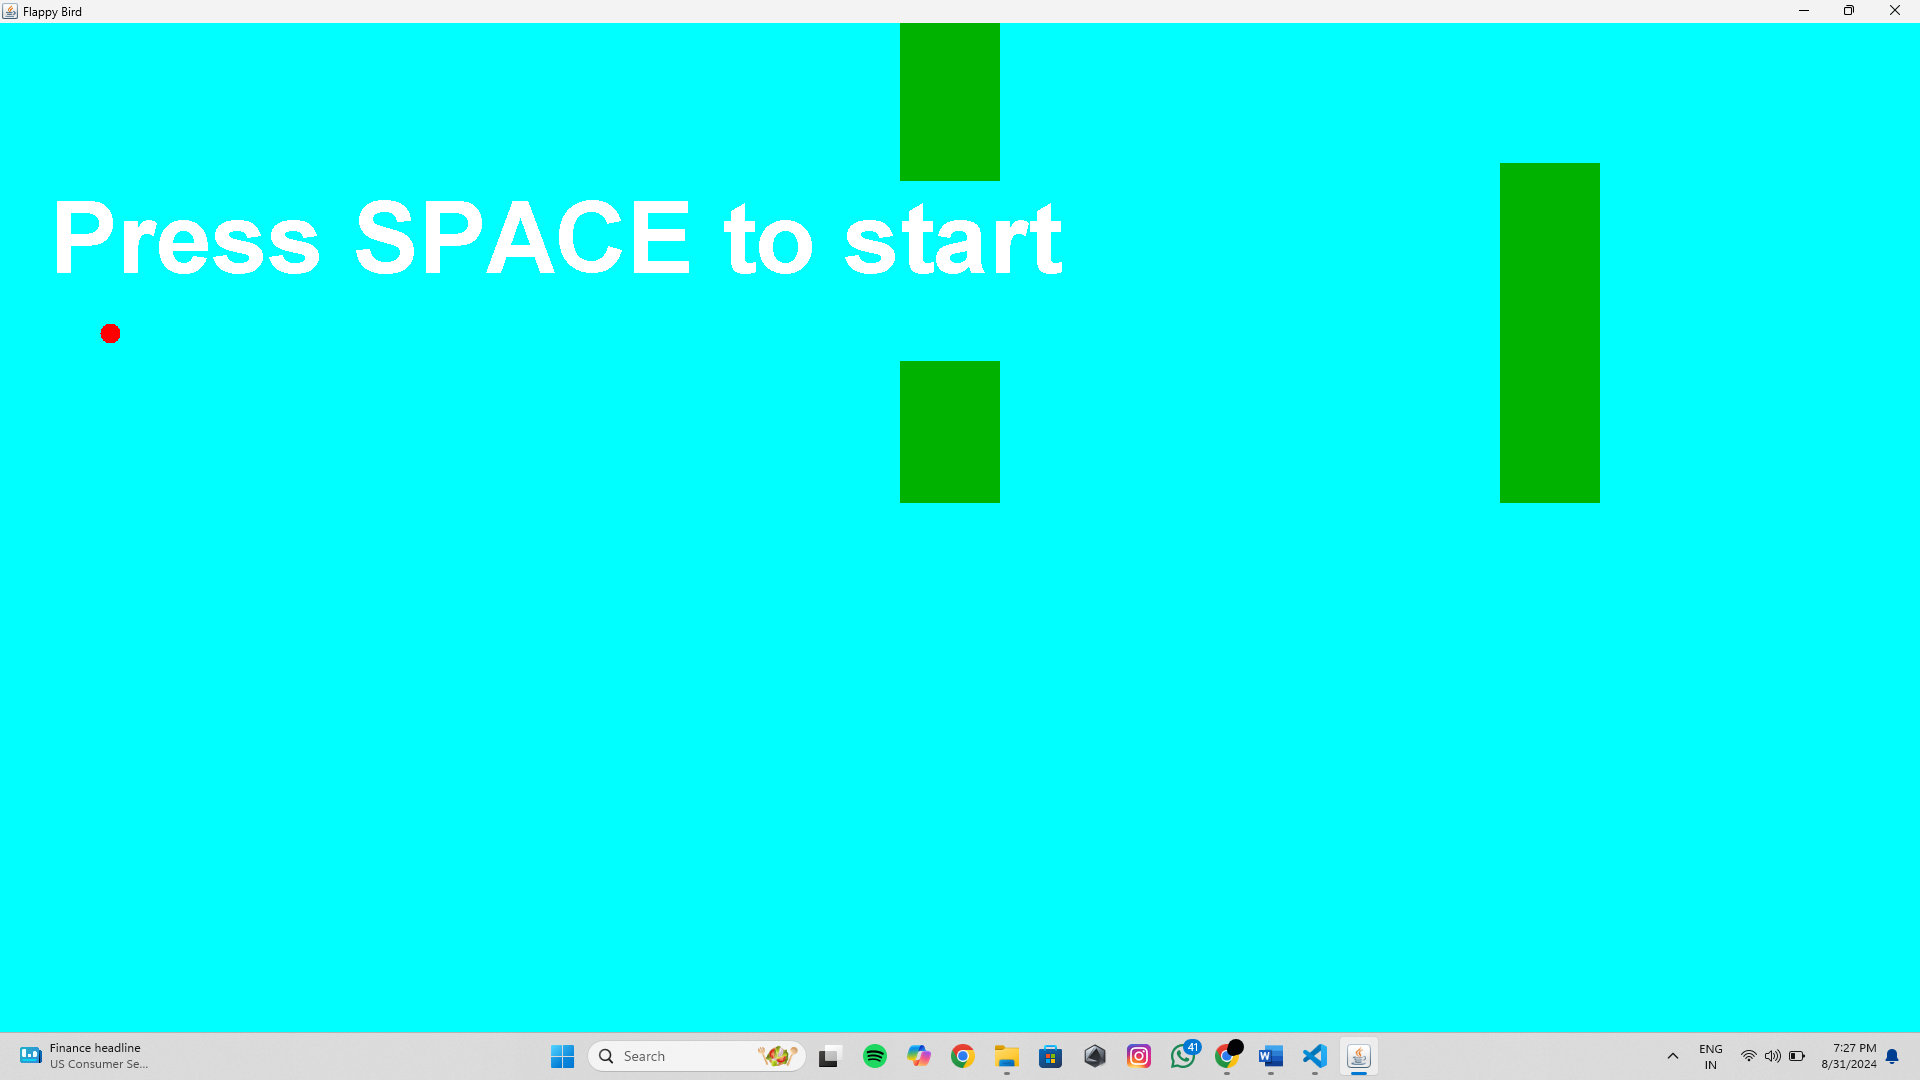 Flappy Bird
Press SPACE to start
Finance headline
US Consumer Se...
Search
41
W
ENG
IN
7:27 PM
8/31/2024